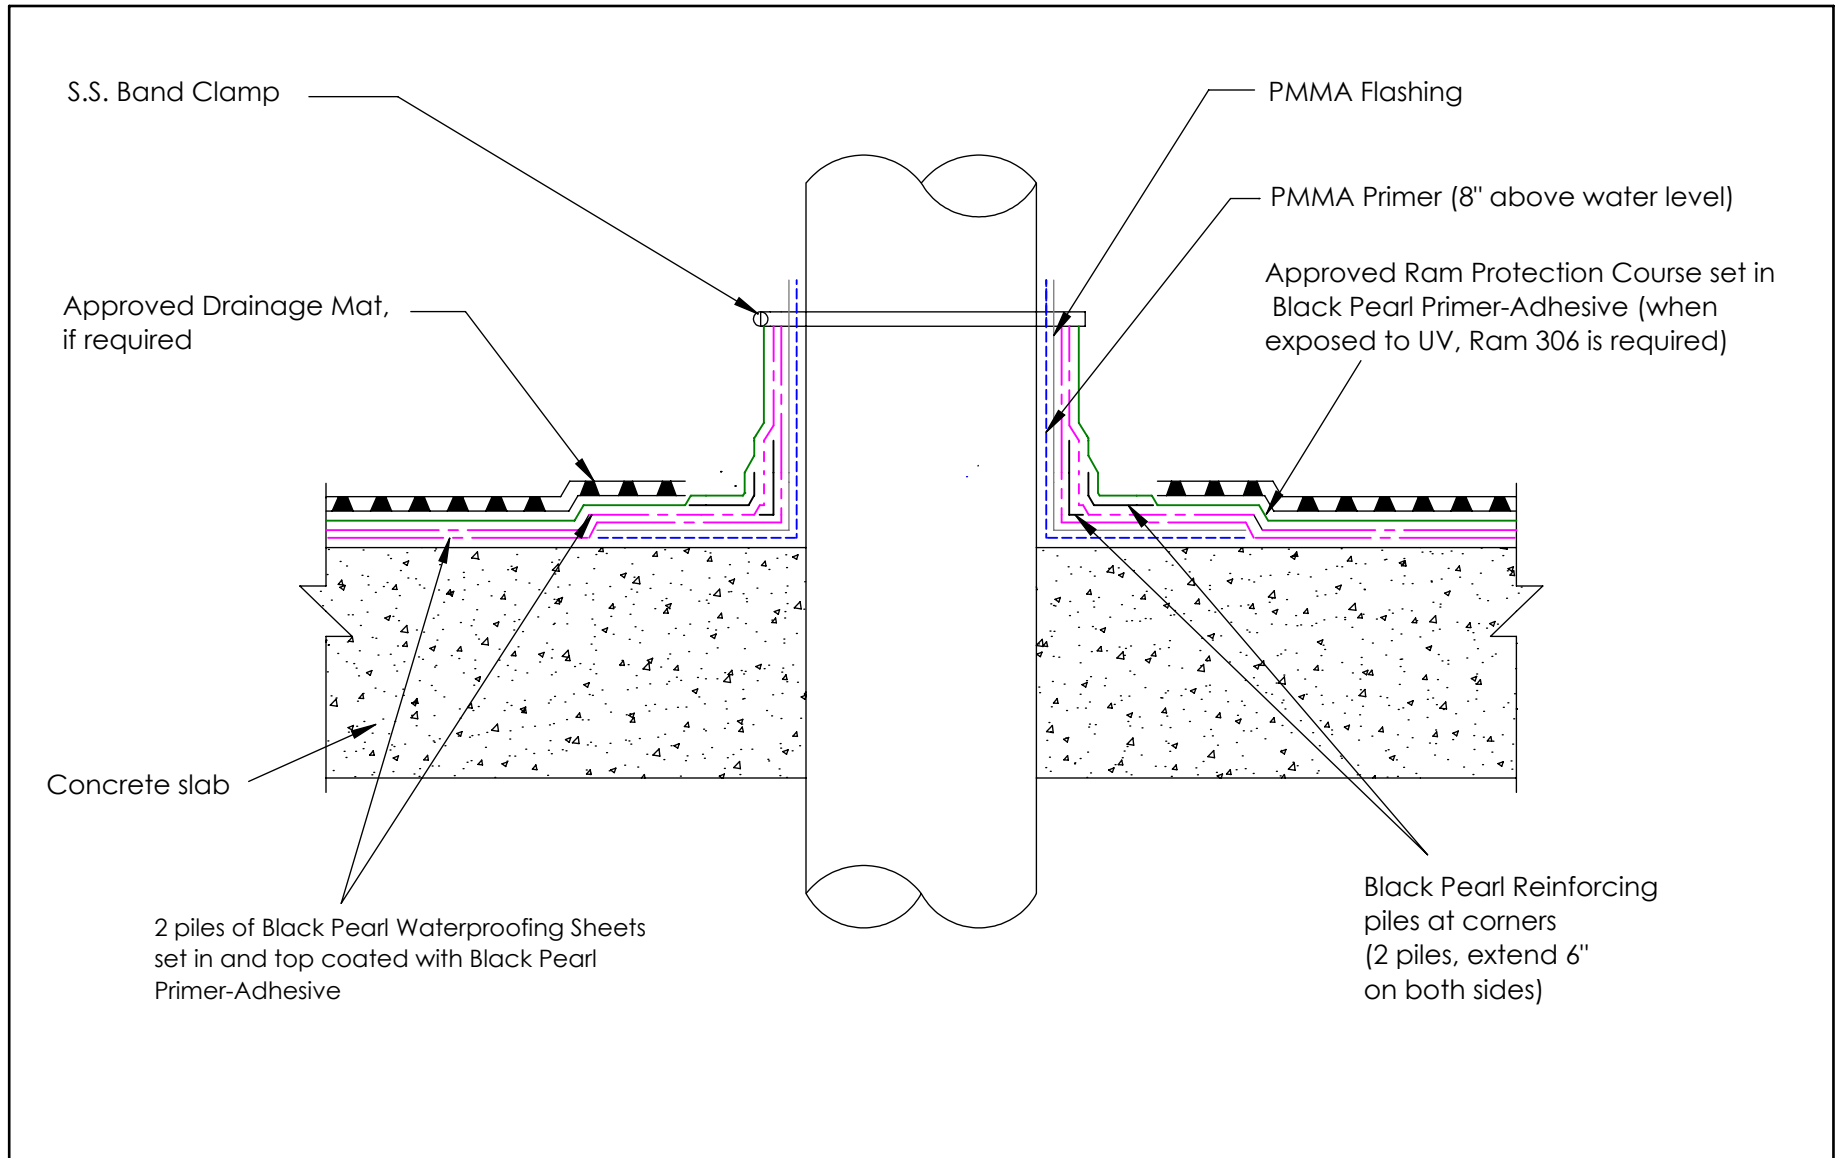 S.S. Band Clamp
PMMA Flashing
PMMA Primer (8" above water level)
Approved Ram Protection Course set in
Black Pearl Primer-Adhesive (when
exposed to UV, Ram 306 is required)
Approved Drainage Mat,
if required
Concrete slab
2 piles of Black Pearl Waterproofing Sheets
set in and top coated with Black Pearl
Primer-Adhesive
Black Pearl Reinforcing
piles at corners
(2 piles, extend 6"
on both sides)